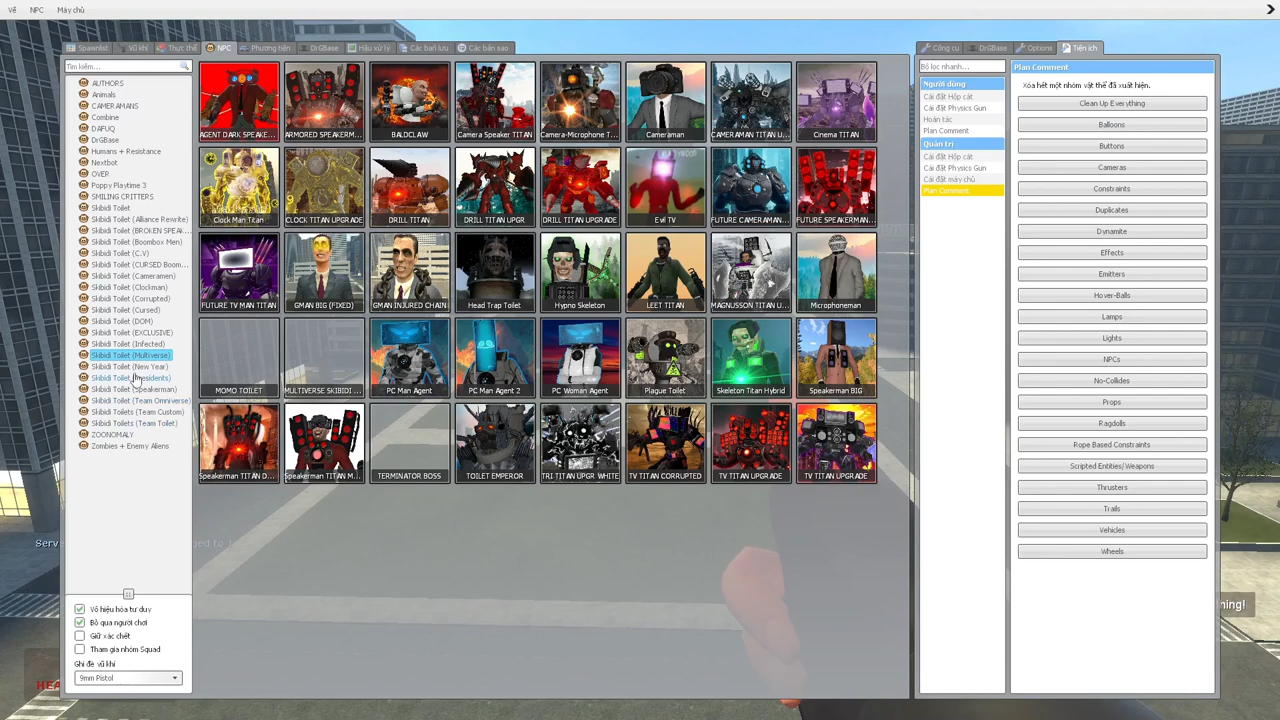 Về NPC Máy chủ
Spawnlist Vũ khí Thực thể NPC Phương tiện DrGBase Hậu xử lý Các bản lưu Các bản sao
Công cụ DrGBase Options Tiện ích
Tìm kiếm...
AUTHORS
Animals
CAMERAMANS
Combine
DAFUQ
DrGBase
Humans + Resistance
Nextbot
OVER
Poppy Playtime 3
SMILING CRITTERS
Skibidi Toilet
Skibidi Toilet (Alliance Rewrite)
Skibidi Toilet (BROKEN SPEAK...
Skibidi Toilet (Boombox Men)
Skibidi Toilet (C.V)
Skibidi Toilet (CURSED Boom...
Skibidi Toilet (Cameramen)
Skibidi Toilet (Clockman)
Skibidi Toilet (Corrupted)
Skibidi Toilet (Cursed)
Skibidi Toilet (DOM)
Skibidi Toilet (EXCLUSIVE)
Skibidi Toilet (Infected)
Skibidi Toilet (Multiverse)
Skibidi Toilet (New Year)
Skibidi Toilet
Skibidi Toilet
Skibidi Toilet (Team Omniverse)
Skibidi Toilets (Team Custom)
Skibidi Toilets (Team Toilet)
ZOONOMALY
Zombies + Enemy Aliens
Vô hiệu hóa tư duy
Bỏ qua người chơi
Giữ xác chết
Tham gia nhóm Squad
Ghi đè vũ khí
9mm Pistol
AGENT DARK SPEAKE... ARMORED SPEAKERM... BALDCLAW Camera Speaker TITAN Camera-Microphone T... Cameraman CAMERAMAN TITAN U... Cinema TITAN
Clock Man Titan CLOCK TITAN UPGRADE DRILL TITAN DRILL TITAN UPGR DRILL TITAN UPGRADE Evil TV FUTURE CAMERAMAN... FUTURE SPEAKERMAN...
FUTURE TV MAN TITAN GMAN BIG (FIXED) GMAN INJURED CHAIN Head Trap Toilet Hypno Skeleton LEET TITAN MAGNUSSON TITAN U... Microphoneman
MOMO TOILET MULTIVERSE SKIBIDI ... PC Man Agent PC Man Agent 2 PC Woman Agent Plague Toilet Skeleton Titan Hybrid Speakerman BIG
Speakerman TITAN D... Speakerman TITAN M... TERMINATOR BOSS TOILET EMPEROR TRI TITAN UPGR WHITE TV TITAN CORRUPTED TV TITAN UPGRADE TV TITAN UPGRADE
Bộ lọc nhanh...
Người dùng
Cài đặt Hộp cát
Cài đặt Physics Gun
Hoàn tác
Plan Comment
Quản trị
Cài đặt Hộp cát
Cài đặt Physics Gun
Cài đặt máy chủ
Plan Comment
Plan Comment
Xóa hết một nhóm vật thể đã xuất hiện.
Clean Up Everything
Balloons
Buttons
Cameras
Constraints
Duplicates
Dynamite
Effects
Emitters
Hover-Balls
Lamps
Lights
NPCs
No-Collides
Props
Ragdolls
Rope Based Constraints
Scripted Entities/Weapons
Thrusters
Trails
Vehicles
Wheels